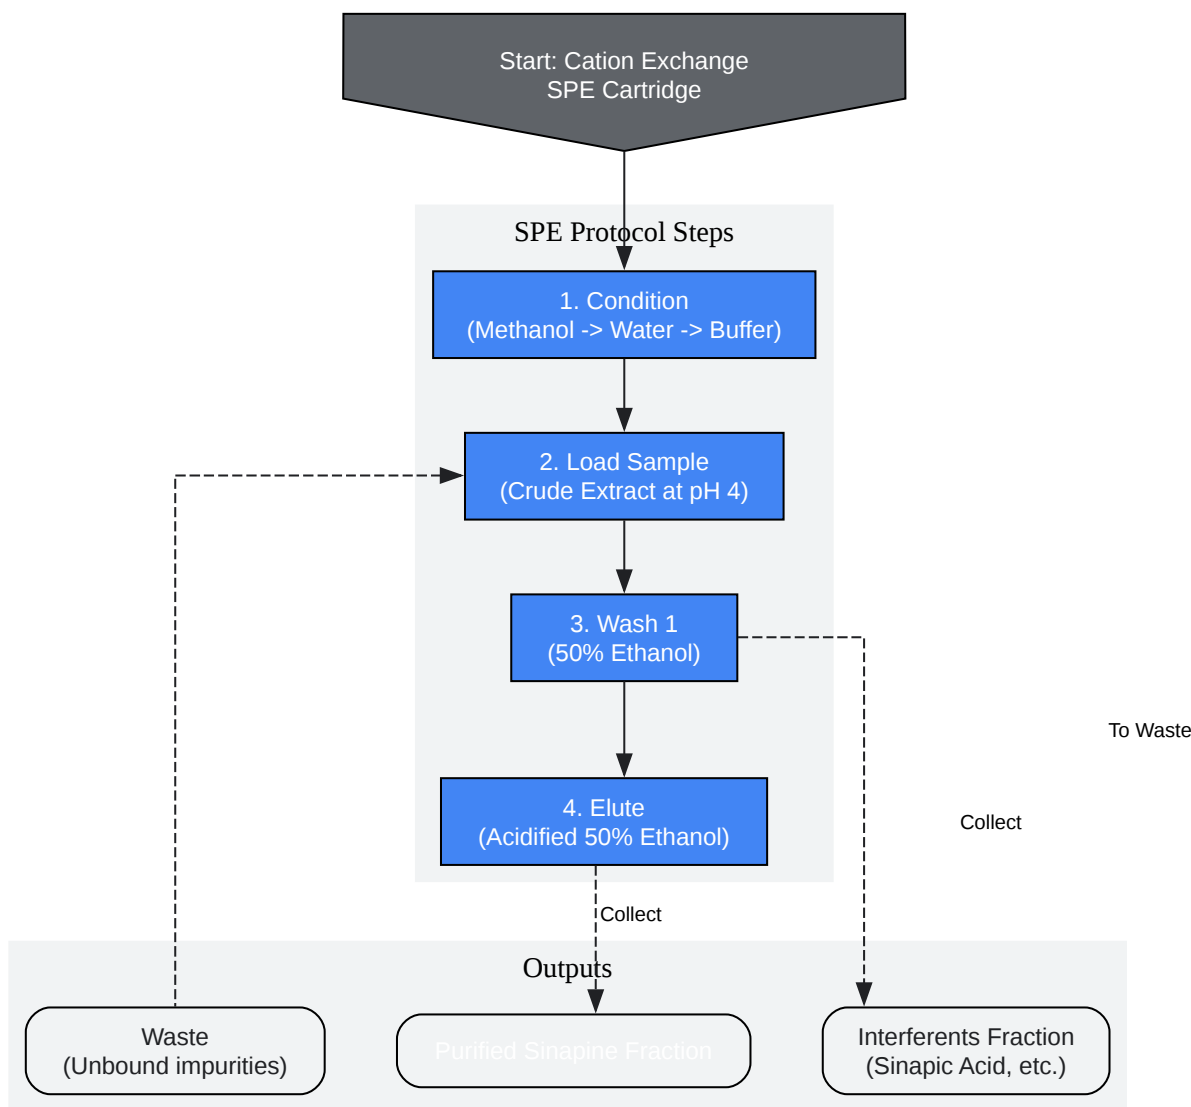 Start: Cation Exchange
SPE Cartridge
SPE Protocol Steps
1. Condition
(Methanol -> Water -> Buffer)
2. Load Sample
(Crude Extract at pH 4)
3. Wash 1
(50% Ethanol)
To Waste
4. Elute
(Acidified 50% Ethanol)
Collect
Collect
Outputs
Waste
(Unbound impurities)
Purified Sinapine Fraction
Interferents Fraction
(Sinapic Acid, etc.)